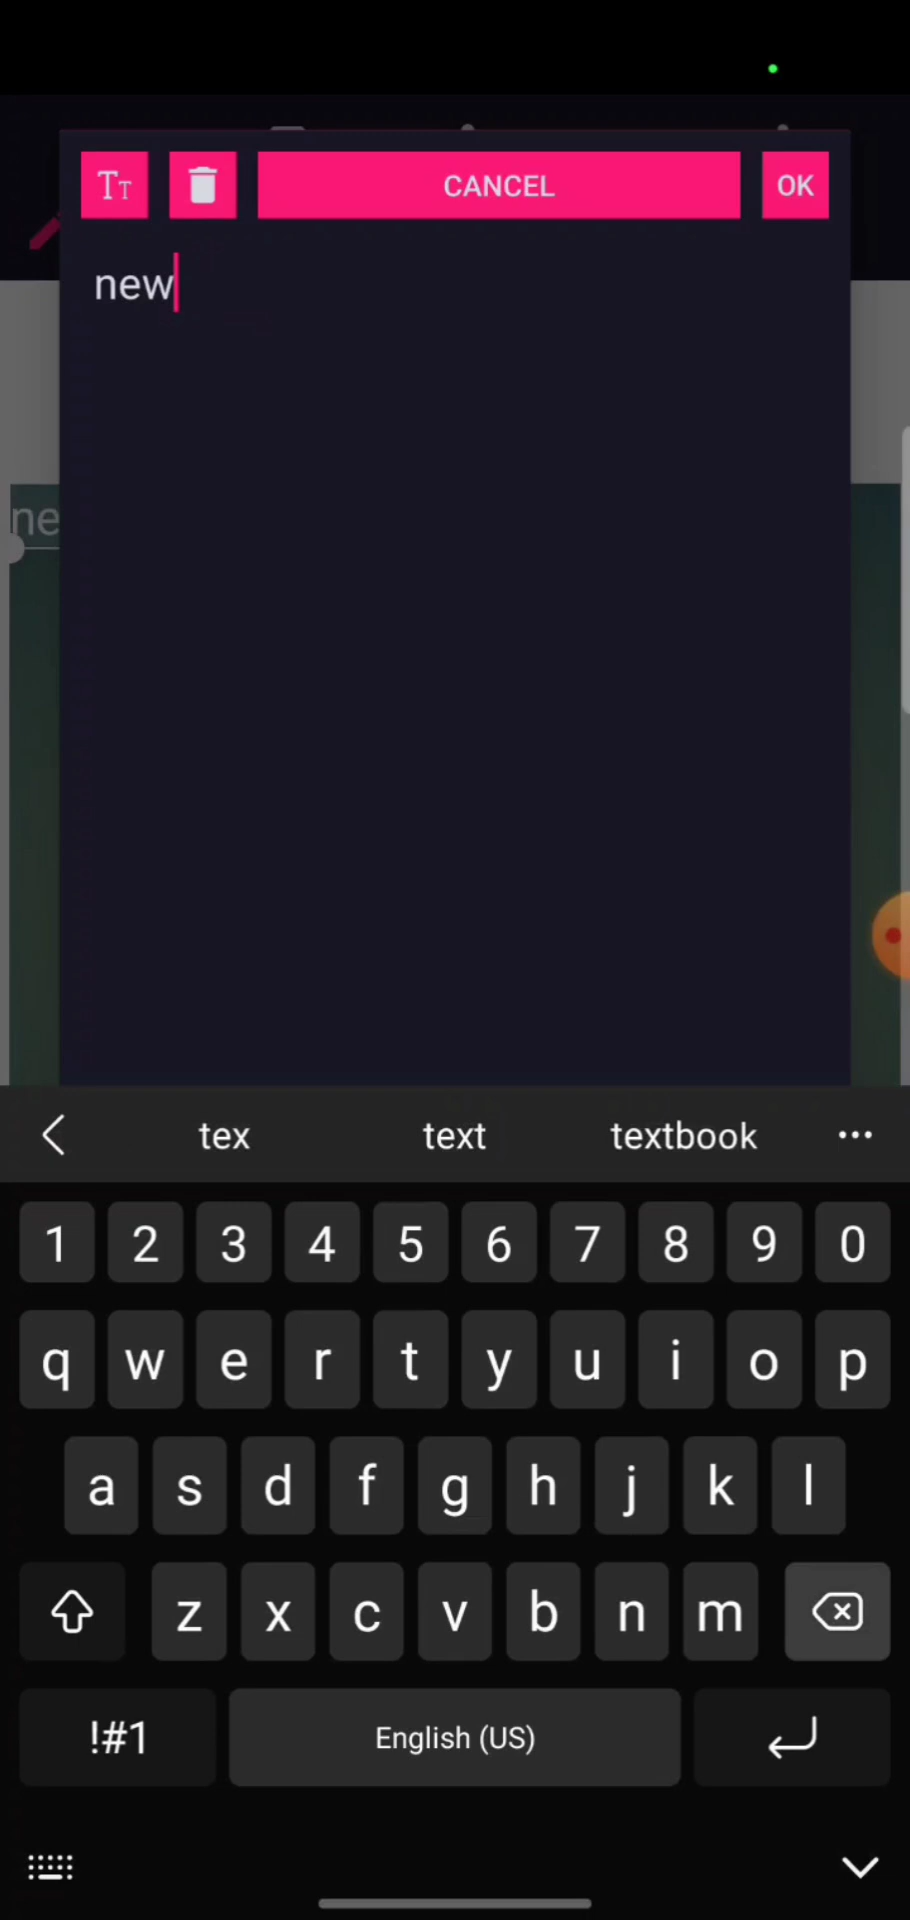 Tт
CANCEL
OK
new
ne
tex
text
textbook
1 2 3 4 5 6 7 8 9 0
q w e r t y u i o p
a s d f g h j k l
z x c v b n m
!#1
English (US)